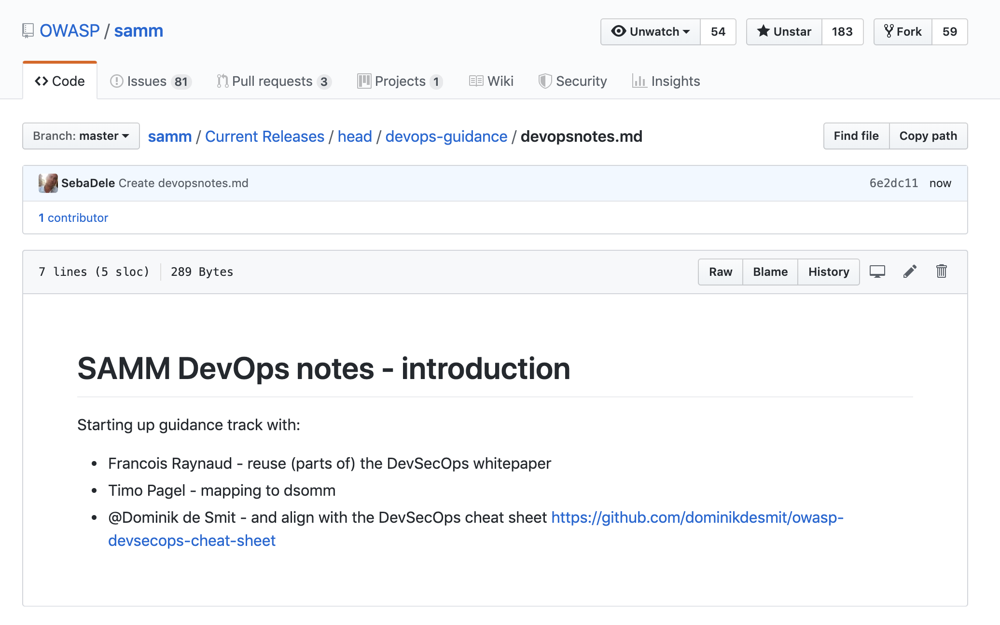 OWASP / samm
Unwatch 54 Unstar 183 Fork 59
Code Issues 81 Pull requests 3 Projects 1 Wiki Security Insights
Branch: master samm / Current Releases / head / devops-guidance / devopsnotes.md Find file Copy path
SebaDele Create devopsnotes.md 6e2dc11 now
1 contributor
7 lines (5 sloc) 289 Bytes Raw Blame History
SAMM DevOps notes - introduction
Starting up guidance track with:
• Francois Raynaud - reuse (parts of) the DevSecOps whitepaper
• Timo Pagel - mapping to dsomm
• @Dominik de Smit - and align with the DevSecOps cheat sheet https://github.com/dominikdesmit/owasp-
devsecops-cheat-sheet